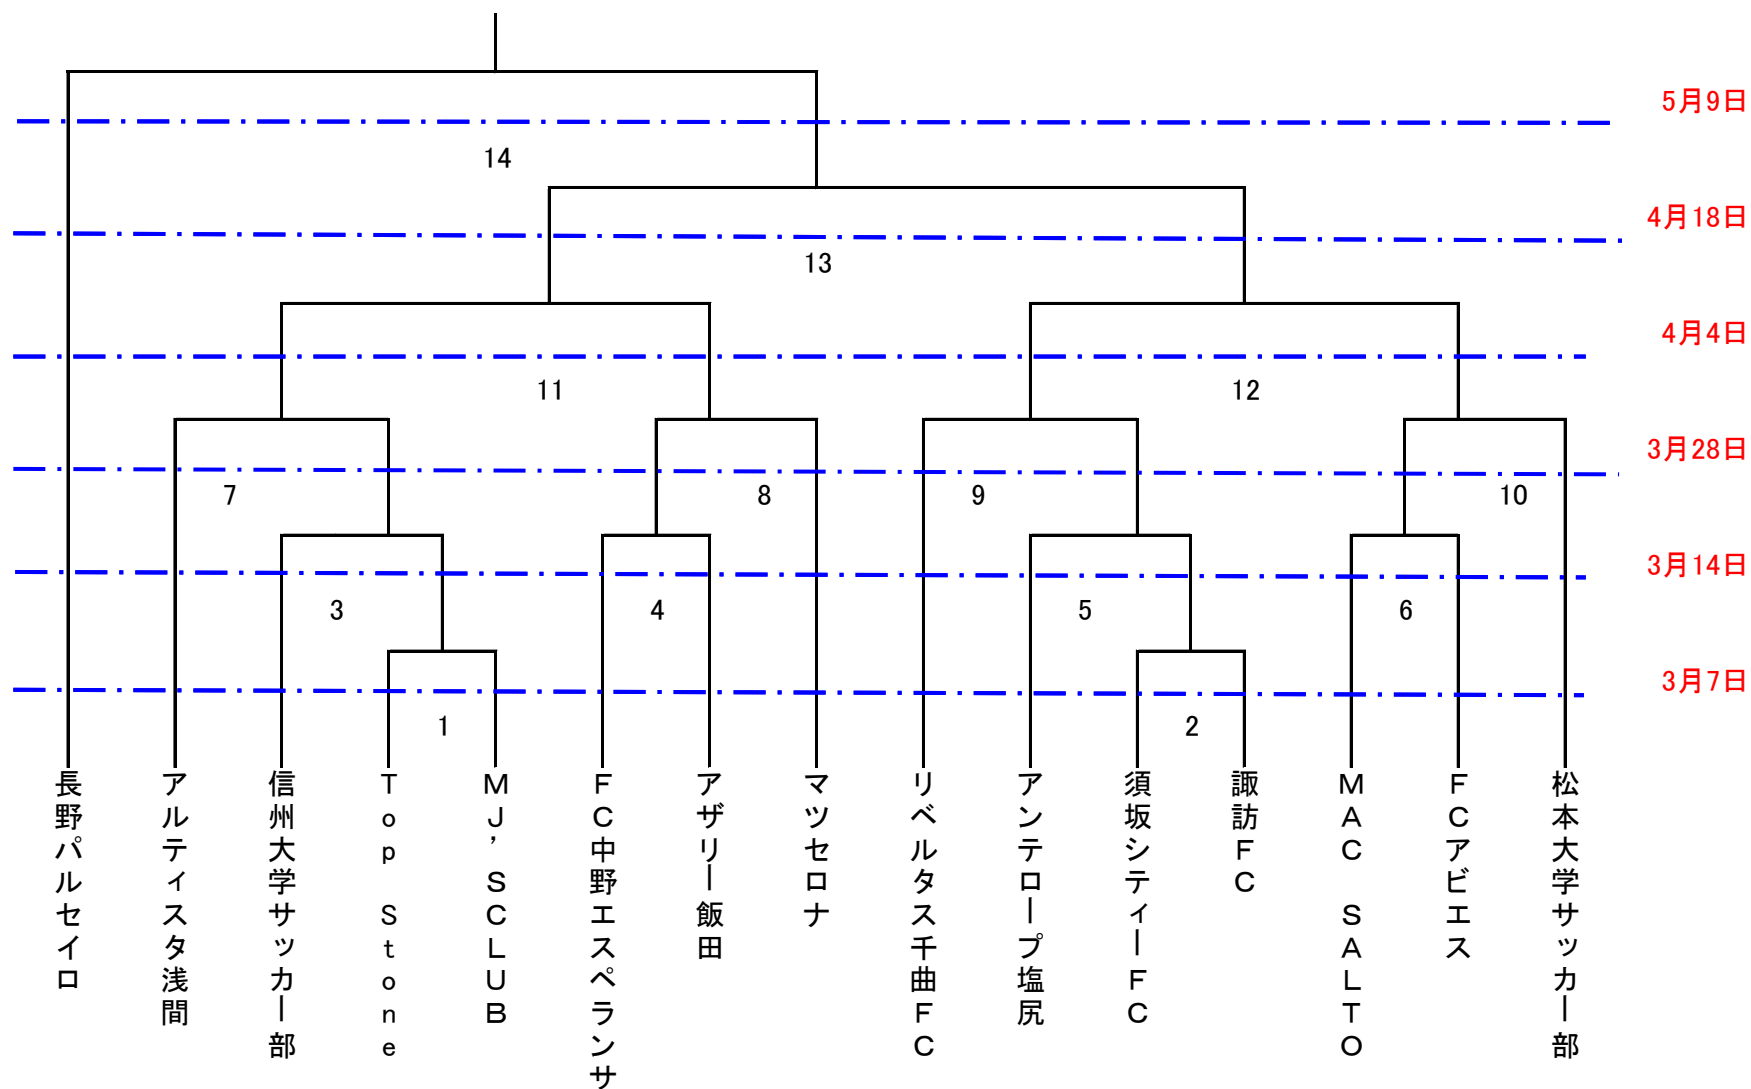 5月9日
14
4月18日
13
4月4日
11
12
3月28日
7
8
9
10
3月14日
3
4
5
6
3月7日
1
2
長野パルセイロ
アルティスタ浅間
信州大学サッカー部
Top Stone
MJ'SCLUB
FC中野エスペランサ
アザリー飯田
マツセロナ
リベルタス千曲FC
アンテロープ塩尻
須坂シティーFC
諏訪FC
MAC SALTO
FCアビエス
松本大学サッカー部